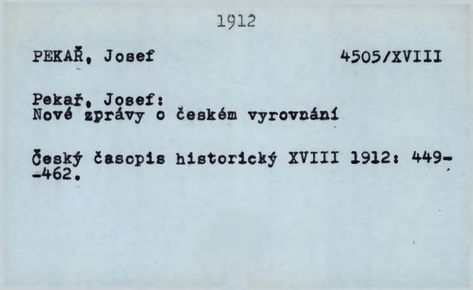 1912
PEKAŘ, Josef 4505/XVIII
Pekař, Josef:
Nové zprávy o českém vyrovnání
Český časopis historický XVIII 1912: 449-
-462.